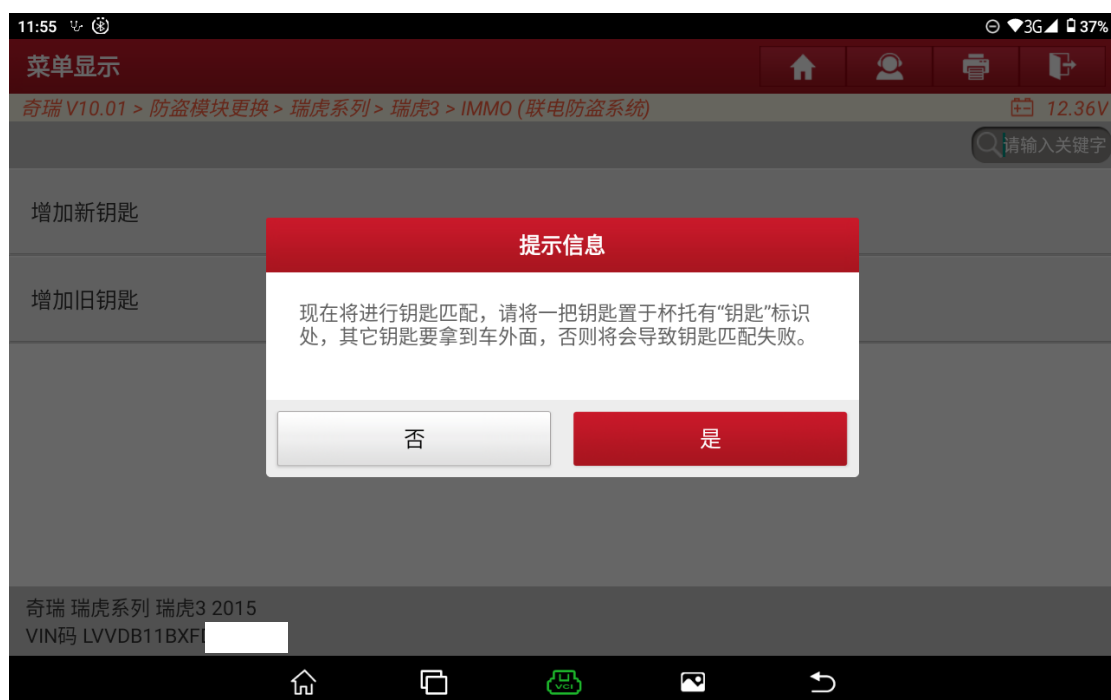 11:55
3G 37%
菜单显示
奇瑞 V10.01 > 防盗模块更换 > 瑞虎系列 > 瑞虎3 > IMMO (联电防盗系统)
12.36V
请输入关键字
增加新钥匙
提示信息
增加旧钥匙
现在将进行钥匙匹配，请将一把钥匙置于杯托有“钥匙”标识
处，其它钥匙要拿到车外面，否则将会导致钥匙匹配失败。
否
是
奇瑞 瑞虎系列 瑞虎3 2015
VIN码 LVVDB11BXF
VCI